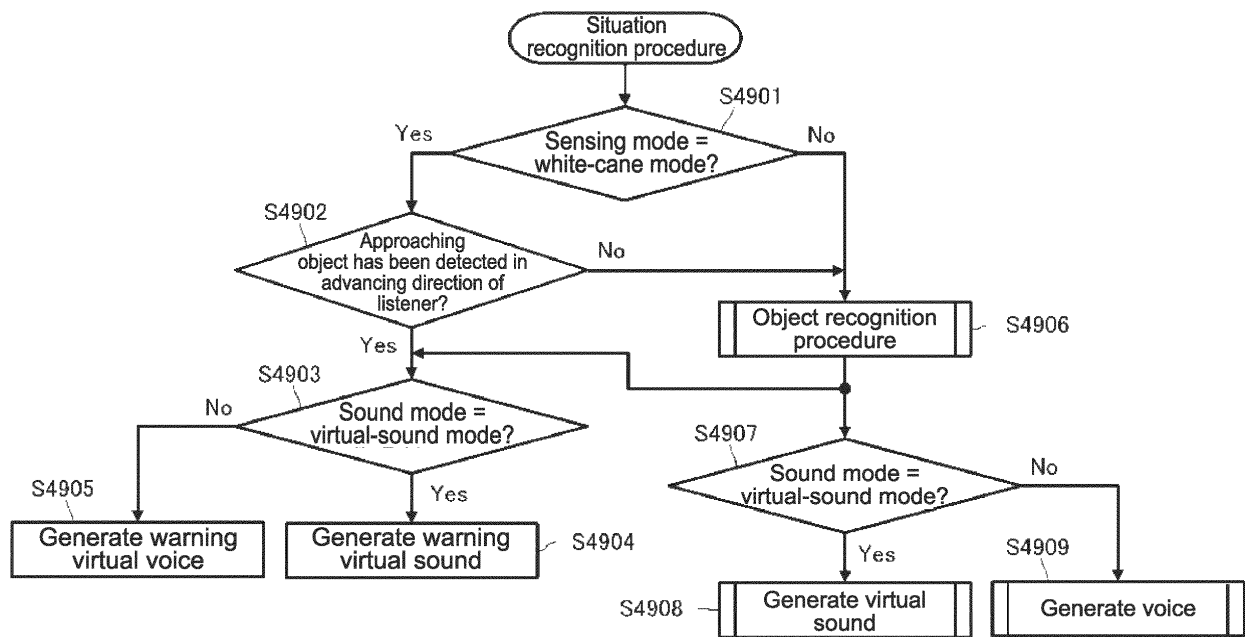 Situation
recognition procedure
S4901
Yes
No
Sensing mode =
white-cane mode?
S4902
Approaching
object has been detected in
advancing direction of
listener?
No
Object recognition
procedure
S4906
Yes
S4903
No
Sound mode =
virtual-sound mode?
S4907
Sound mode =
virtual-sound mode?
No
S4905
Yes
Generate warning
virtual voice
Generate warning
virtual sound
S4904
Yes
S4909
S4908
Generate virtual
sound
Generate voice